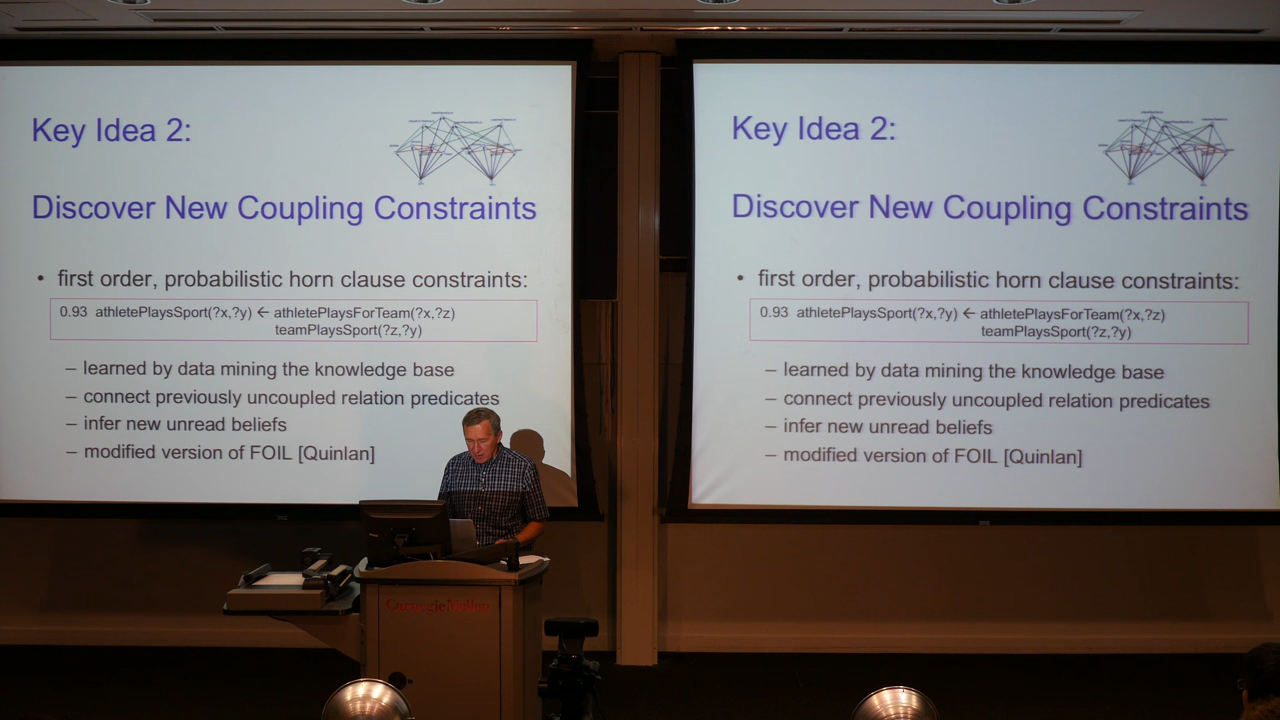 Key Idea 2:
Discover New Coupling Constraints
• first order, probabilistic horn clause constraints:
0.93 athletePlaysSport(?x,?y) ← athletePlaysForTeam(?x,?z)
teamPlaysSport(?z,?y)
– learned by data mining the knowledge base
– connect previously uncoupled relation predicates
– infer new unread beliefs
– modified version of FOIL [Quinlan]
Key Idea 2:
Discover New Coupling Constraints
• first order, probabilistic horn clause constraints:
0.93 athletePlaysSport(?x,?y) ← athletePlaysForTeam(?x,?z)
teamPlaysSport(?z,?y)
– learned by data mining the knowledge base
– connect previously uncoupled relation predicates
– infer new unread beliefs
– modified version of FOIL [Quinlan]
Carnegie Mellon